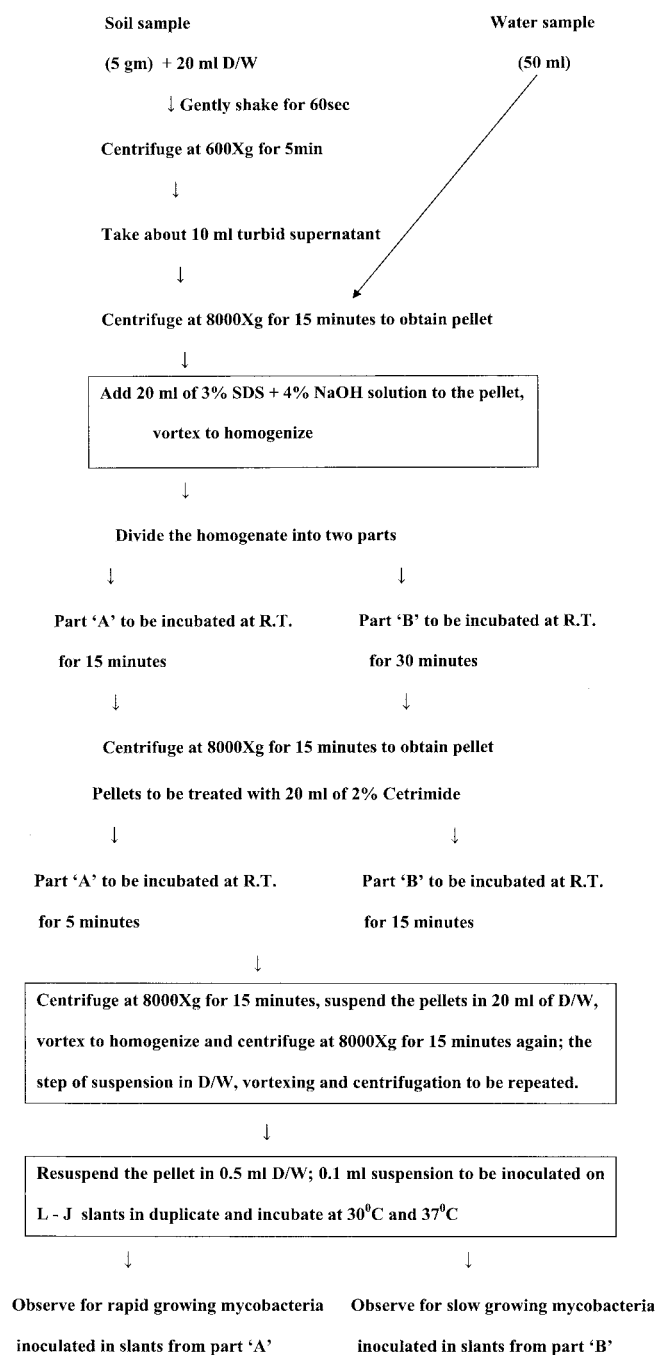 Soil sample
Water sample
(5 gm) + 20 ml D/W
(50 ml)
↓ Gently shake for 60sec
Centrifuge at 600Xg for 5min
↓
Take about 10 ml turbid supernatant
↓
Centrifuge at 8000Xg for 15 minutes to obtain pellet
↓
Add 20 ml of 3% SDS + 4% NaOH solution to the pellet,
vortex to homogenize
↓
Divide the homogenate into two parts
↓ ↓
Part ‘A’ to be incubated at R.T.
for 15 minutes
Part ‘B’ to be incubated at R.T.
for 30 minutes
↓ ↓
Centrifuge at 8000Xg for 15 minutes to obtain pellet
Pellets to be treated with 20 ml of 2% Cetrimide
↓ ↓
Part ‘A’ to be incubated at R.T.
for 5 minutes
Part ‘B’ to be incubated at R.T.
for 15 minutes
↓
Centrifuge at 8000Xg for 15 minutes, suspend the pellets in 20 ml of D/W,
vortex to homogenize and centrifuge at 8000Xg for 15 minutes again; the
step of suspension in D/W, vortexing and centrifugation to be repeated.
↓
Resuspend the pellet in 0.5 ml D/W; 0.1 ml suspension to be inoculated on
L - J slants in duplicate and incubate at 30⁰C and 37⁰C
↓ ↓
Observe for rapid growing mycobacteria
inoculated in slants from part ‘A’
Observe for slow growing mycobacteria
inoculated in slants from part ‘B’